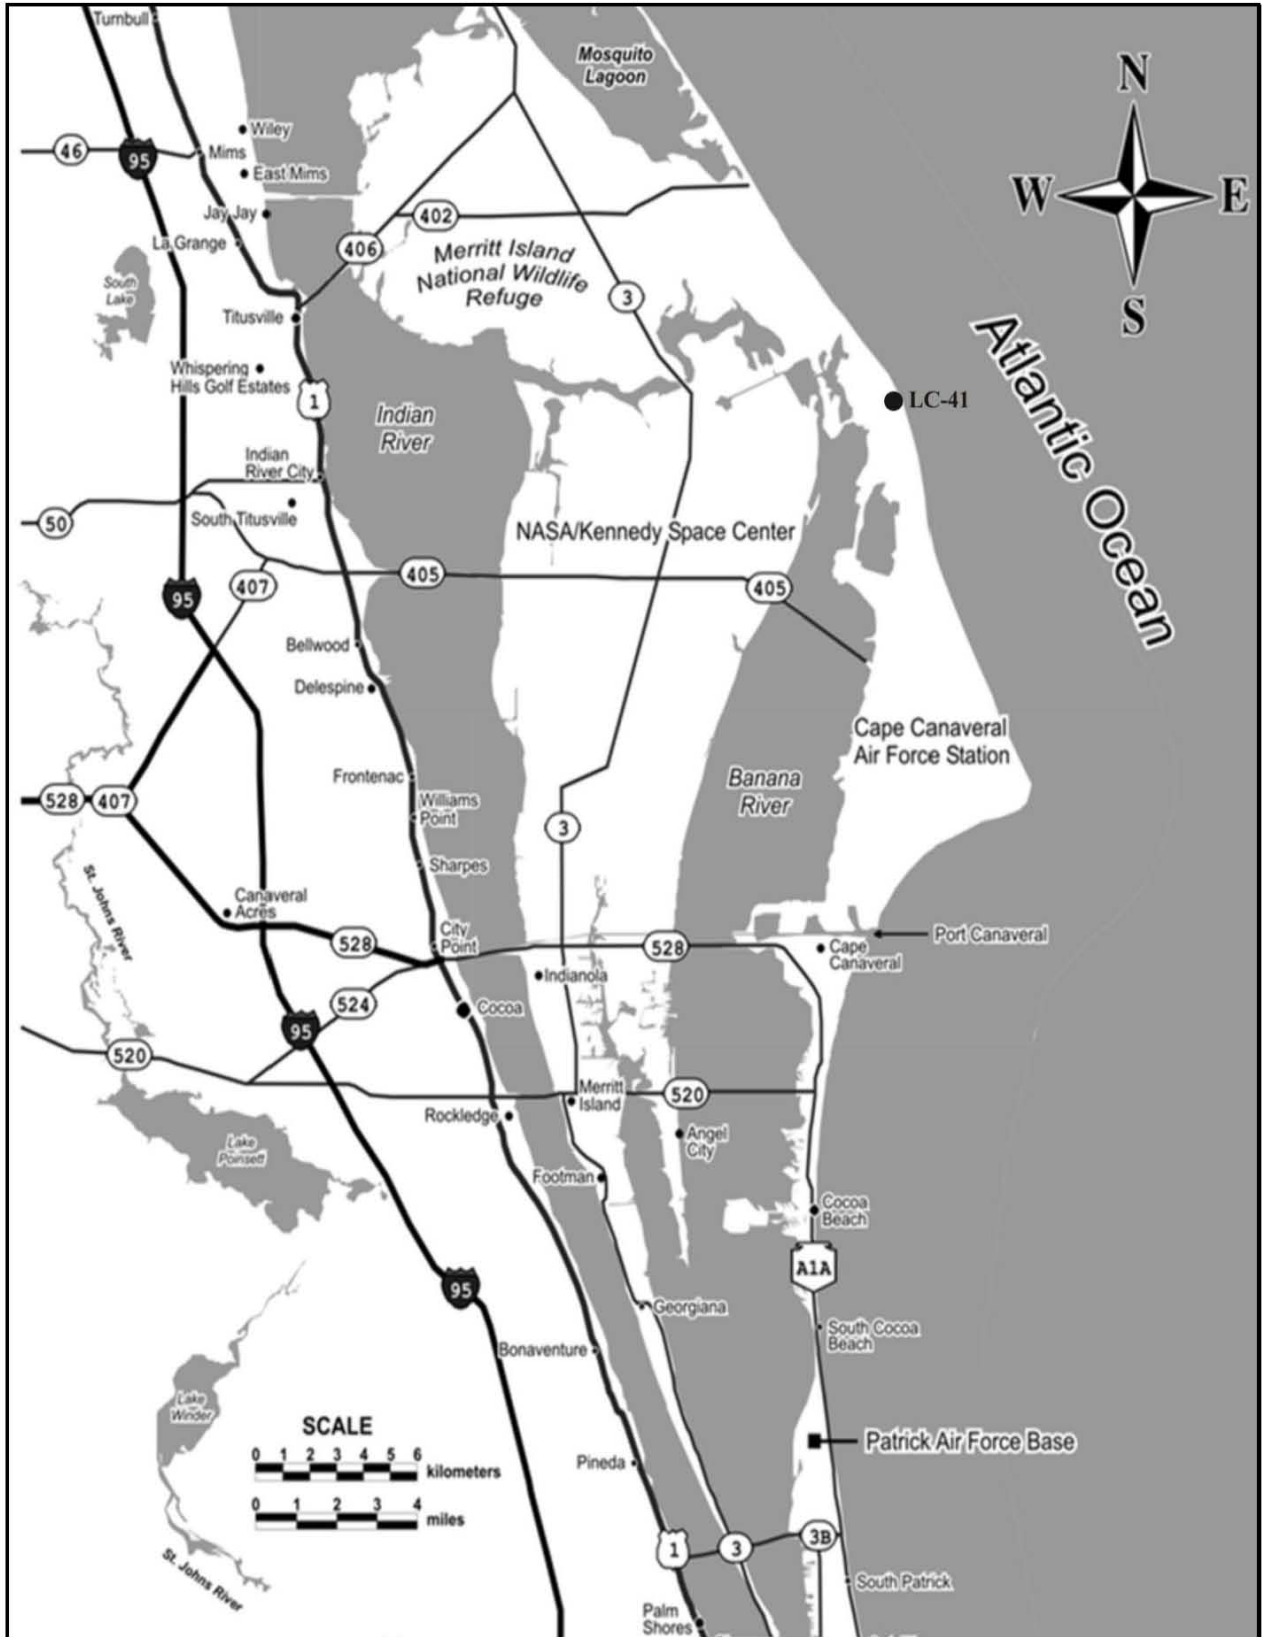 Turnbull
Mosquito
Lagoon
N
Wiley
46
95
Mims
East Mims
W
E
Jay Jay
402
La Grange
406
Merritt Island
National Wildlife
Refuge
South
Lake
3
S
Titusville
Whispering
Hills Golf Estates
1
LC-41
Indian
River
Atlantic Ocean
Indian
River City
50
South Titusville
NASA/Kennedy Space Center
407
405
405
95
Bellwood
Delespine
Cape Canaveral
Air Force Station
Frontenac
Banana
River
528
407
Williams
Point
3
Sharpes
St. Johns River
Canaveral
Acres
528
City
Point
528
Port Canaveral
Cape
Canaveral
Indianola
524
Cocoa
95
520
Merritt
Island
520
Rockledge
Angel
City
Lake
Poinsett
Footman
Cocoa
Beach
A1A
95
Georgiana
South Cocoa
Beach
Bonaventure
Lake
Winder
SCALE
0 1 2 3 4 5 6
kilometers
0 1 2 3 4
miles
Patrick Air Force Base
Pineda
1
3
3B
St. Johns River
South Patrick
Palm
Shores